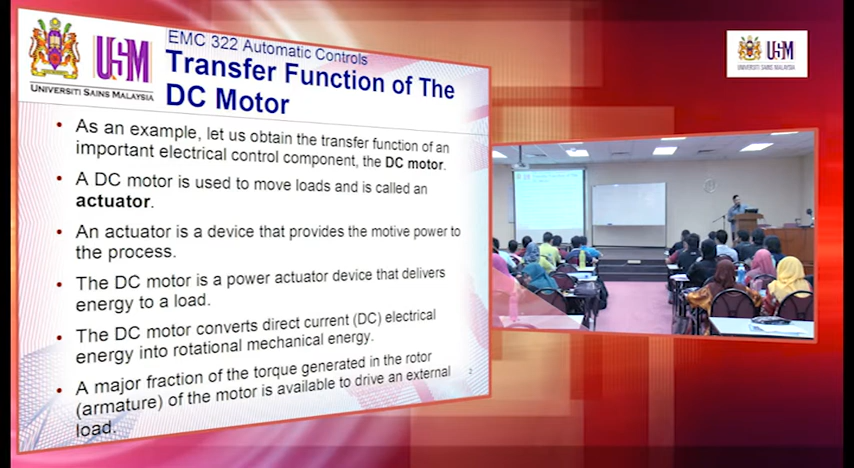 USM
UNIVERSITI SAINS MALAYSIA
EMC 322 Automatic Controls
Transfer Function of The
DC Motor
• As an example, let us obtain the transfer function of an
important electrical control component, the DC motor.
• A DC motor is used to move loads and is called an
actuator.
• An actuator is a device that provides the motive power to
the process.
• The DC motor is a power actuator device that delivers
energy to a load.
• The DC motor converts direct current (DC) electrical
energy into rotational mechanical energy.
• A major fraction of the torque generated in the rotor
(armature) of the motor is available to drive an external
load.
2
USM
UNIVERSITI SAINS MALAYSIA